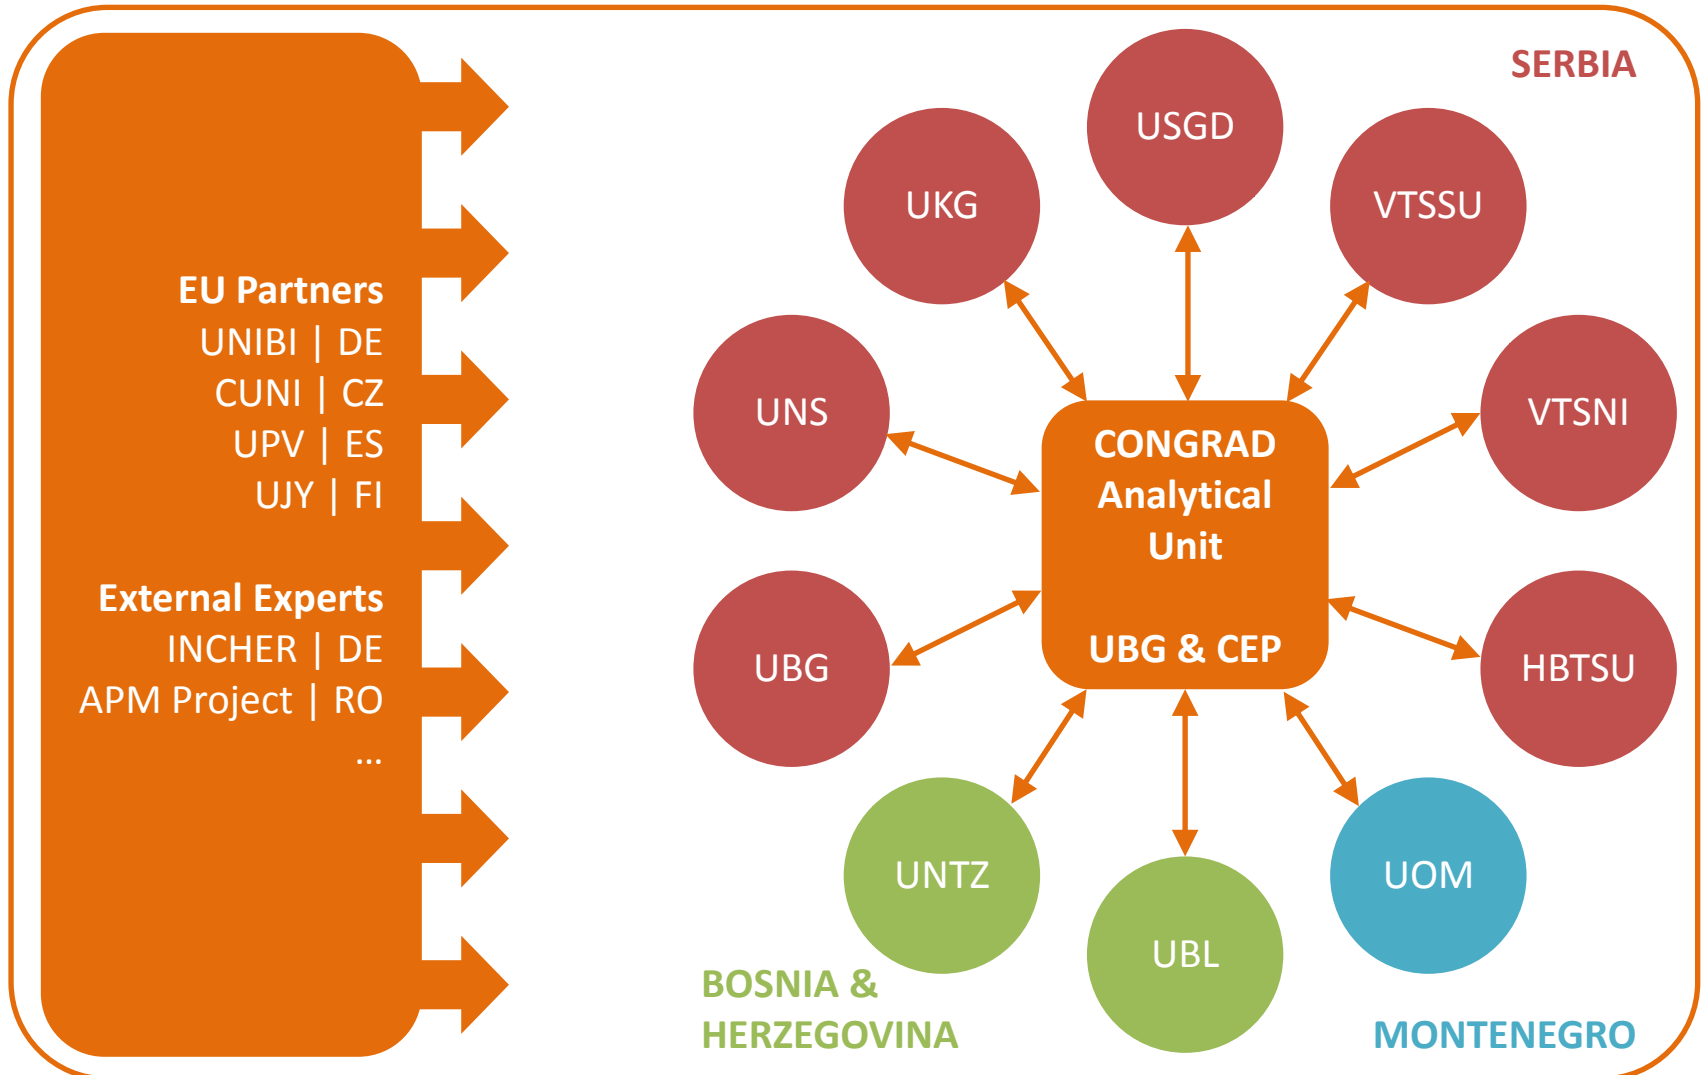 EU Partners
UNIBI | DE
CUNI | CZ
UPV | ES
UJY | FI
External Experts
INCHER | DE
APM Project | RO
...
SERBIA
USGD
UKG
VTSSU
UNS
VTSNI
CONGRAD
Analytical
Unit
UBG & CEP
UBG
HBTSU
UNTZ
UOM
UBL
BOSNIA &
HERZEGOVINA
MONTENEGRO